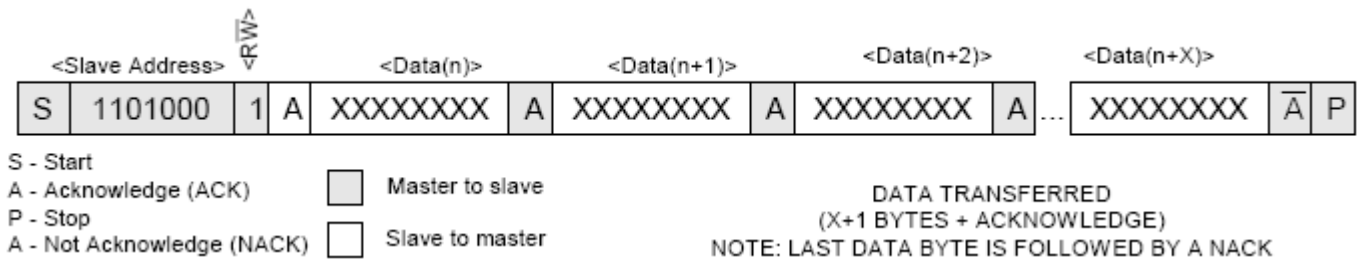 <RW̅>
<Slave Address> <Data(n)> <Data(n+1)> <Data(n+2)> <Data(n+X)>
S 1101000 1 A XXXXXXXX A XXXXXXXX A XXXXXXXX A ... XXXXXXXX A̅ P
S - Start
A - Acknowledge (ACK)
P - Stop
A - Not Acknowledge (NACK)
Master to slave
Slave to master
DATA TRANSFERRED
(X+1 BYTES + ACKNOWLEDGE)
NOTE: LAST DATA BYTE IS FOLLOWED BY A NACK